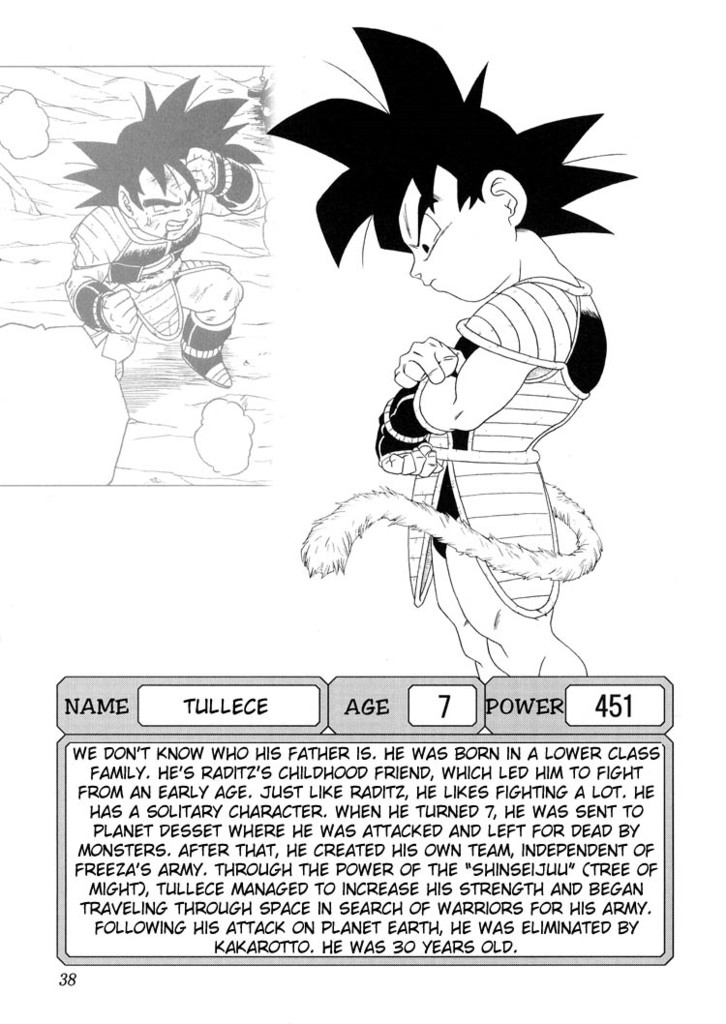 NAME TULLECE AGE 7 POWER 451
WE DON'T KNOW WHO HIS FATHER IS. HE WAS BORN IN A LOWER CLASS
FAMILY. HE'S RADITZ'S CHILDHOOD FRIEND, WHICH LED HIM TO FIGHT
FROM AN EARLY AGE. JUST LIKE RADITZ, HE LIKES FIGHTING A LOT. HE
HAS A SOLITARY CHARACTER. WHEN HE TURNED 7, HE WAS SENT TO
PLANET DESSET WHERE HE WAS ATTACKED AND LEFT FOR DEAD BY
MONSTERS. AFTER THAT, HE CREATED HIS OWN TEAM, INDEPENDENT OF
FREEZA'S ARMY. THROUGH THE POWER OF THE "SHINSEIJUU" (TREE OF
MIGHT), TULLECE MANAGED TO INCREASE HIS STRENGTH AND BEGAN
TRAVELING THROUGH SPACE IN SEARCH OF WARRIORS FOR HIS ARMY.
FOLLOWING HIS ATTACK ON PLANET EARTH, HE WAS ELIMINATED BY
KAKAROTTO. HE WAS 30 YEARS OLD.
38